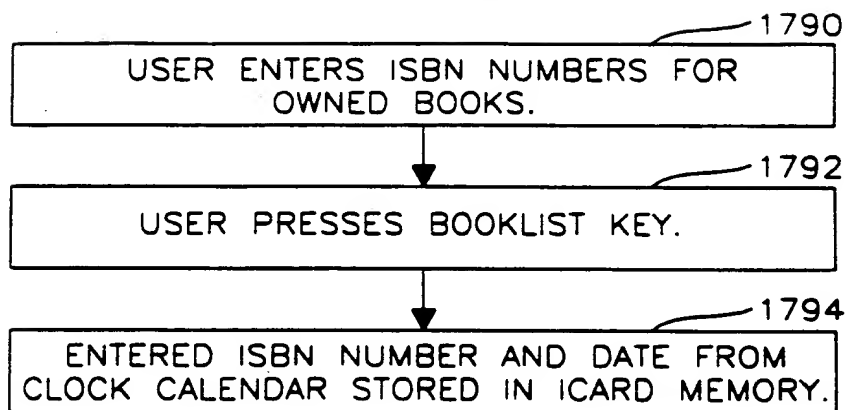 1790
USER ENTERS ISBN NUMBERS FOR
OWNED BOOKS.
1792
USER PRESSES BOOKLIST KEY.
1794
ENTERED ISBN NUMBER AND DATE FROM
CLOCK CALENDAR STORED IN ICARD MEMORY.